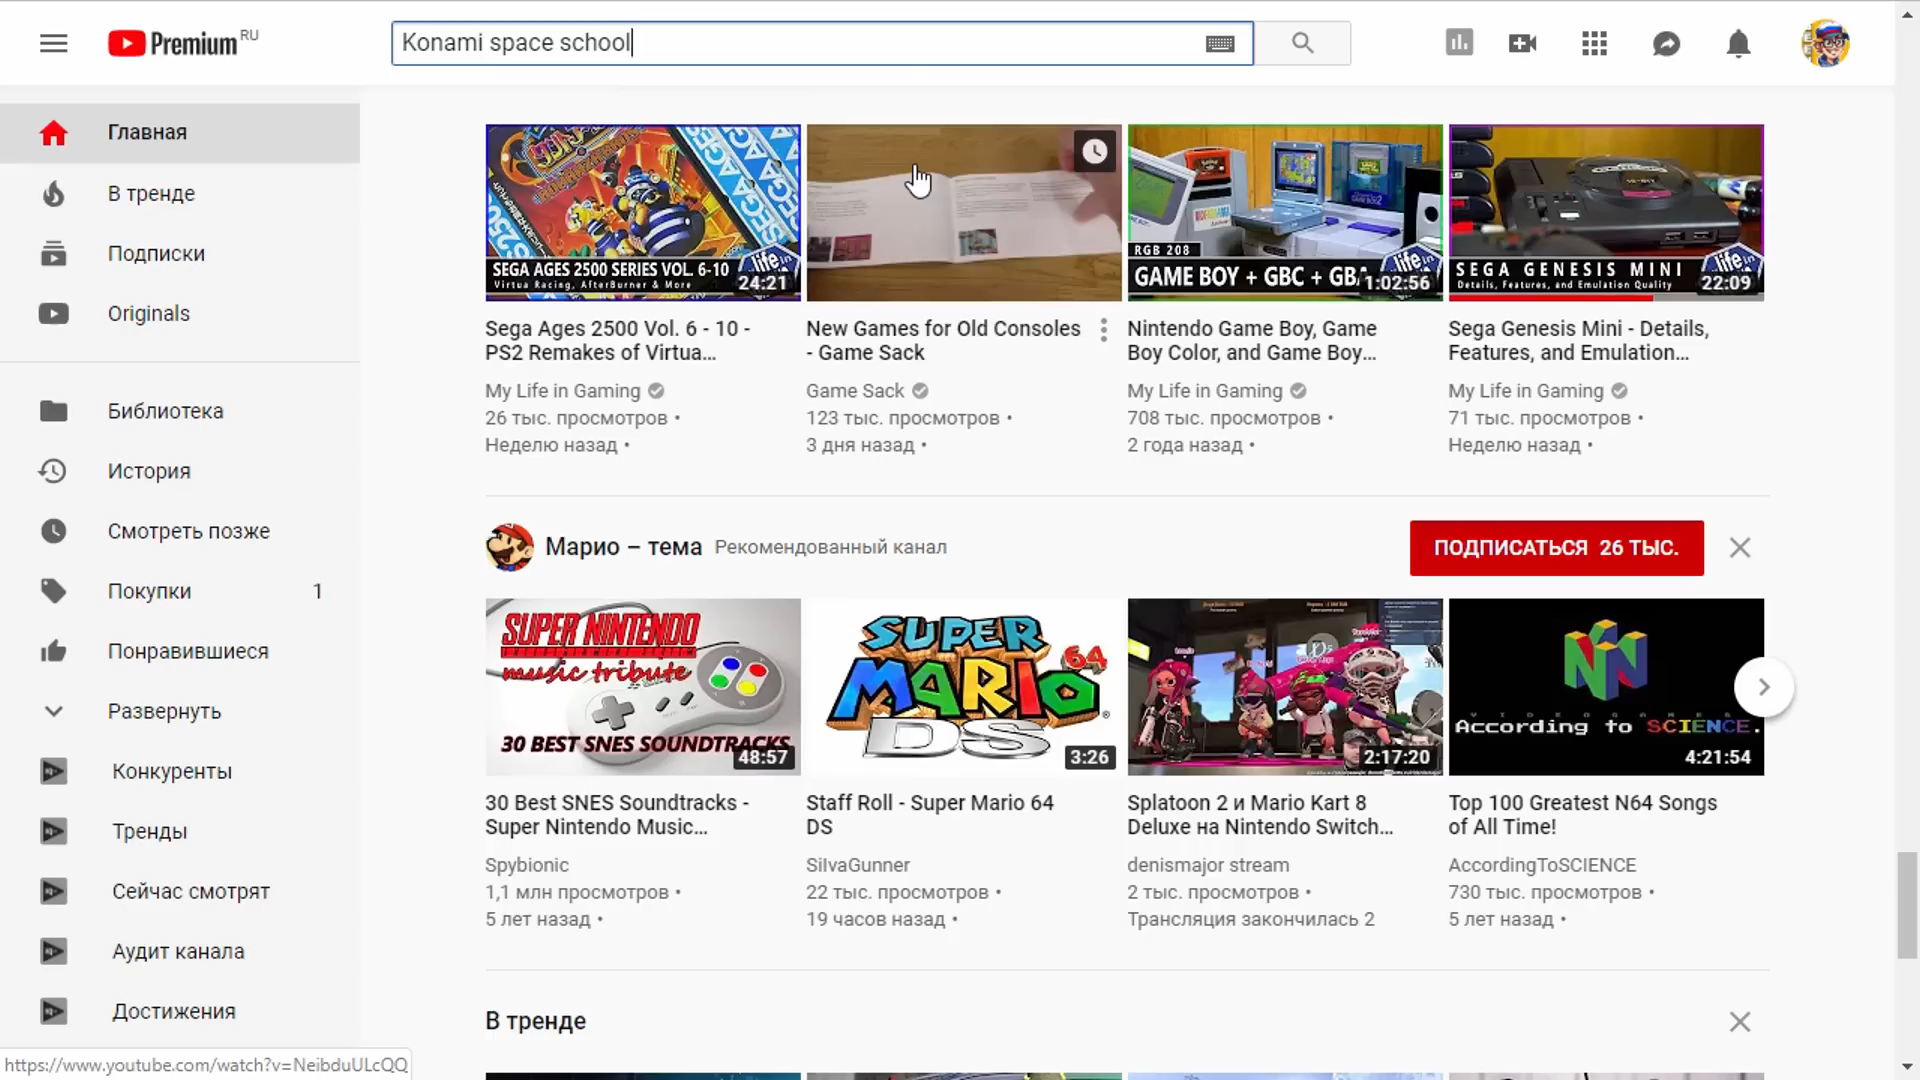 Premium RU
Konami space school
Главная
В тренде
Подписки
Originals
Библиотека
История
Смотреть позже
Покупки 1
Понравившиеся
Развернуть
Конкуренты
Тренды
Сейчас смотрят
Аудит канала
Достижения
SEGA AGES 2500 SERIES VOL. 6-10
Virtua Racing, AfterBurner & More
life in
24:21
RGB 208
GAME BOY + GBC + GBA
life in
1:02:56
SEGA GENESIS MINI
Details, Features, and Emulation Quality
life in
22:09
Sega Ages 2500 Vol. 6 - 10 -
PS2 Remakes of Virtua...
My Life in Gaming
26 тыс. просмотров •
Неделю назад •
New Games for Old Consoles
- Game Sack
Game Sack
123 тыс. просмотров •
3 дня назад •
Nintendo Game Boy, Game
Boy Color, and Game Boy...
My Life in Gaming
708 тыс. просмотров •
2 года назад •
Sega Genesis Mini - Details,
Features, and Emulation...
My Life in Gaming
71 тыс. просмотров •
Неделю назад •
Марио – тема Рекомендованный канал
ПОДПИСАТЬСЯ 26 ТЫС.
SUPER NINTENDO
music tribute
30 BEST SNES SOUNDTRACKS
48:57
SUPER
MARIO 64
DS
3:26
2:17:20
VIDEOGAMES
According to SCIENCE.
4:21:54
30 Best SNES Soundtracks -
Super Nintendo Music...
Spybionic
1,1 млн просмотров •
5 лет назад •
Staff Roll - Super Mario 64
DS
SilvaGunner
22 тыс. просмотров •
19 часов назад •
Splatoon 2 и Mario Kart 8
Deluxe на Nintendo Switch...
denismajor stream
2 тыс. просмотров •
Трансляция закончилась 2
Top 100 Greatest N64 Songs
of All Time!
AccordingToSCIENCE
730 тыс. просмотров •
5 лет назад •
В тренде
https://www.youtube.com/watch?v=NeibduULcQQ